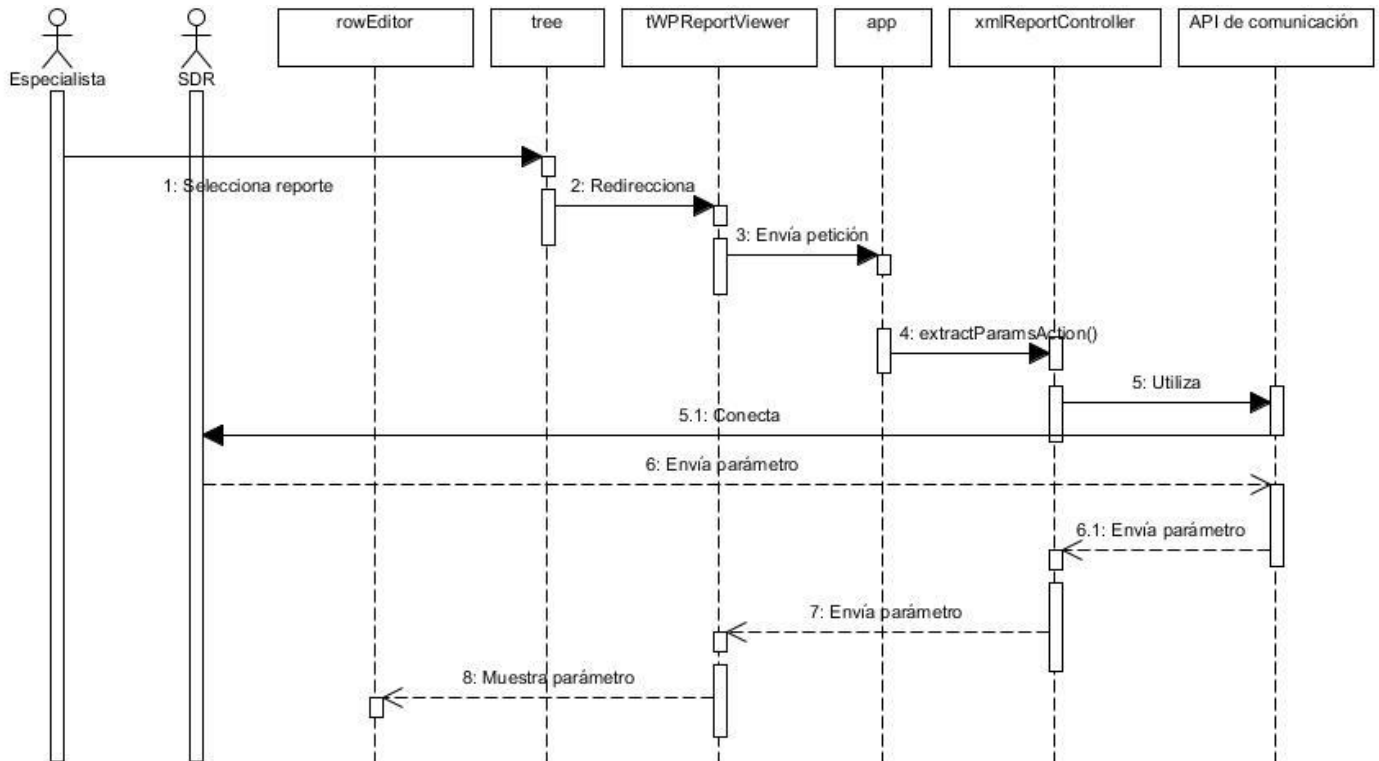 rowEditor
tree
tWPReportViewer
app
xmlReportController
API de comunicación
Especialista
SDR
1: Selecciona reporte
2: Redirecciona
3: Envía petición
4: extractParamsAction()
5: Utiliza
5.1: Conecta
6: Envía parámetro
6.1: Envía parámetro
7: Envía parámetro
8: Muestra parámetro